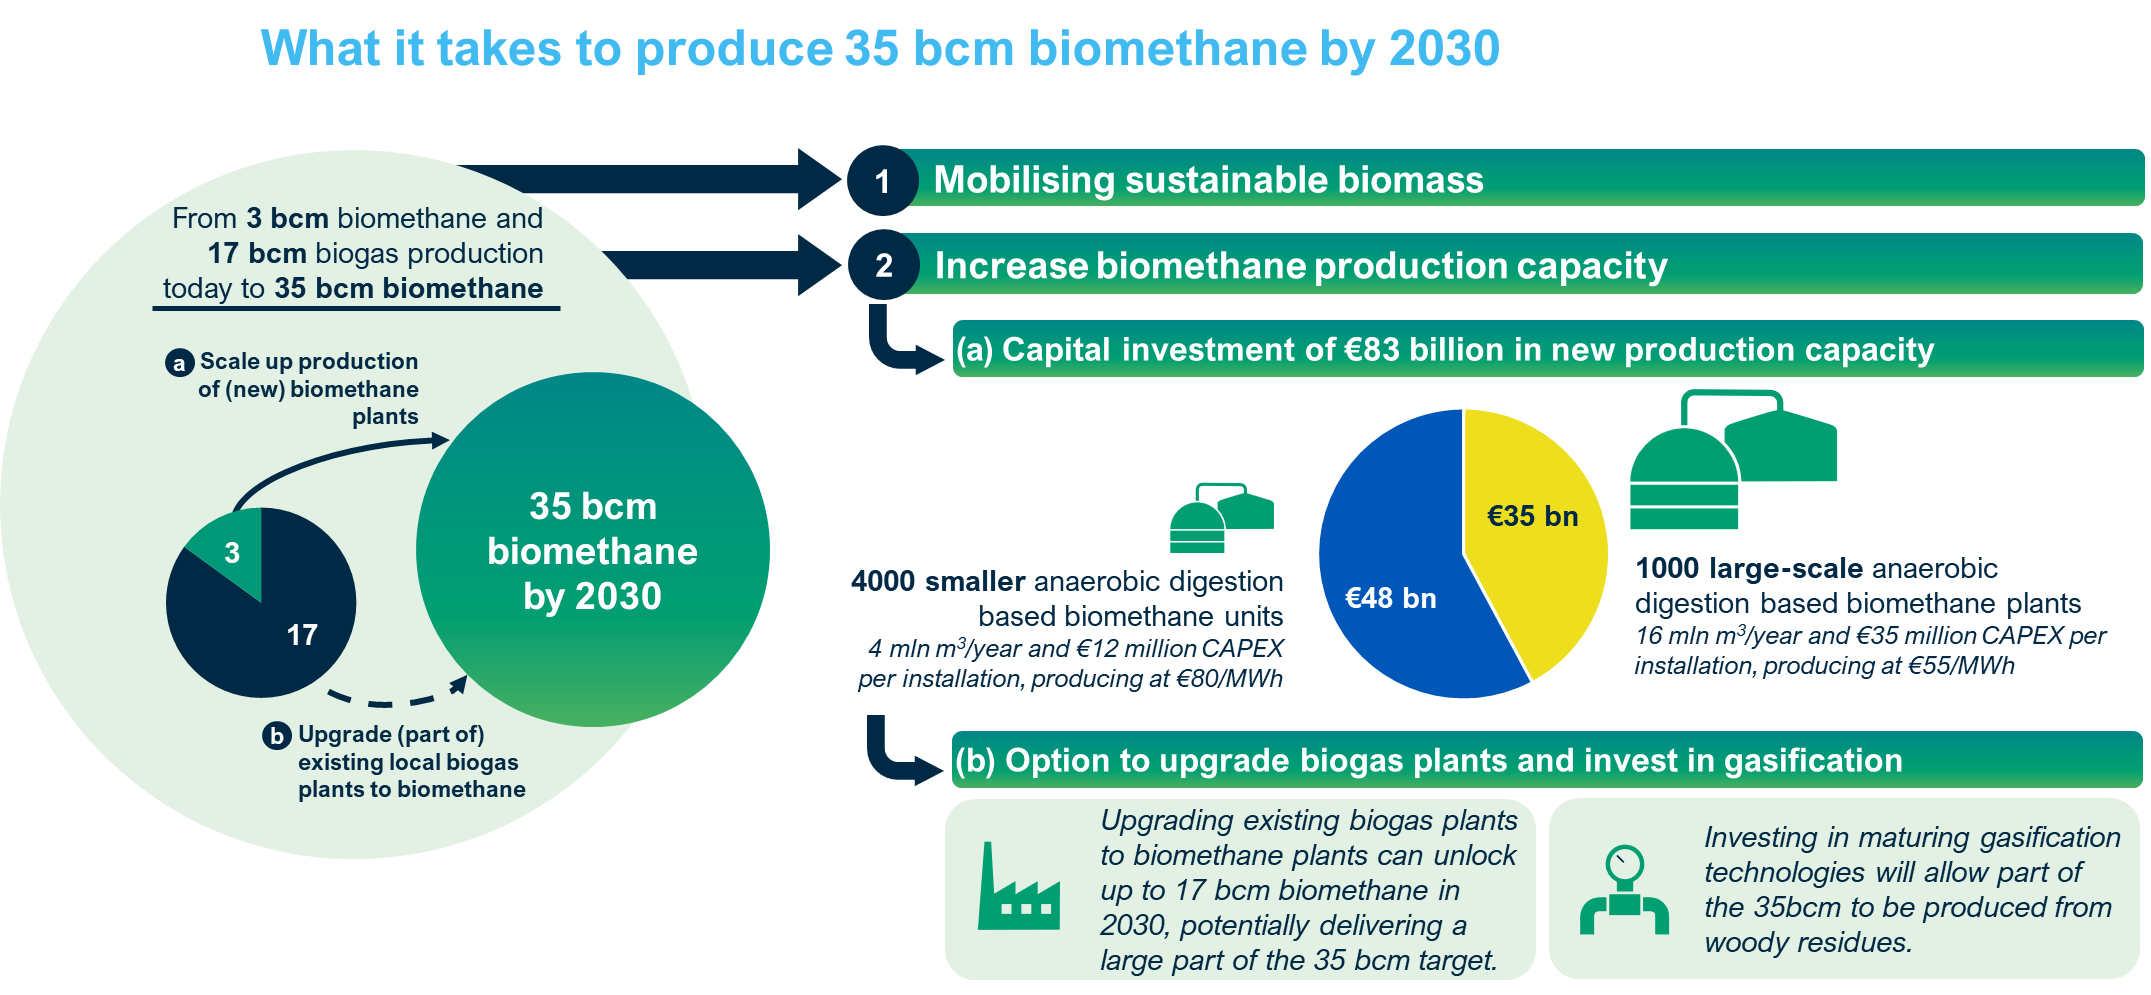 What it takes to produce 35 bcm biomethane by 2030
From 3 bcm biomethane and
17 bcm biogas production
today to 35 bcm biomethane
a Scale up production
of (new) biomethane
plants
3
17
35 bcm
biomethane
by 2030
b Upgrade (part of)
existing local biogas
plants to biomethane
1 Mobilising sustainable biomass
2 Increase biomethane production capacity
(a) Capital investment of €83 billion in new production capacity
4000 smaller anaerobic digestion
based biomethane units
4 mln m³/year and €12 million CAPEX
per installation, producing at €80/MWh
€48 bn
€35 bn
1000 large-scale anaerobic
digestion based biomethane plants
16 mln m³/year and €35 million CAPEX per
installation, producing at €55/MWh
(b) Option to upgrade biogas plants and invest in gasification
Upgrading existing biogas plants
to biomethane plants can unlock
up to 17 bcm biomethane in
2030, potentially delivering a
large part of the 35 bcm target.
Investing in maturing gasification
technologies will allow part of
the 35bcm to be produced from
woody residues.